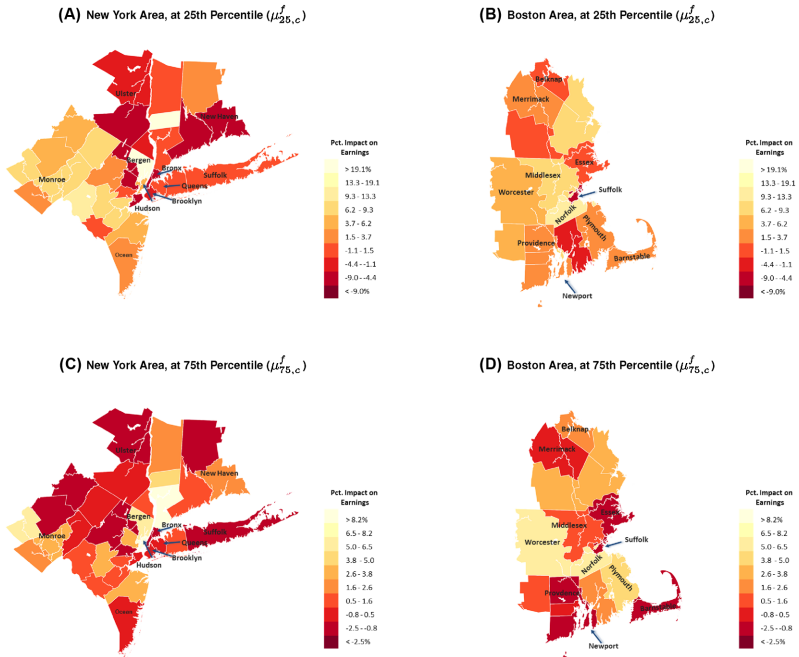 (A) New York Area, at 25th Percentile (μ^f_{25,c})
Ulster
New Haven
Bergen
Bronx
Monroe
Suffolk
Queens
Brooklyn
Hudson
Ocean
Pct. Impact on
Earnings
> 19.1%
13.3 - 19.1
9.3 - 13.3
6.2 - 9.3
3.7 - 6.2
1.5 - 3.7
-1.1 - 1.5
-4.4 - -1.1
-9.0 - -4.4
< -9.0%
(B) Boston Area, at 25th Percentile (μ^f_{25,c})
Belknap
Merrimack
Essex
Middlesex
Worcester
Suffolk
Norfolk
Plymouth
Providence
Barnstable
Newport
Pct. Impact on
Earnings
> 19.1%
13.3 - 19.1
9.3 - 13.3
6.2 - 9.3
3.7 - 6.2
1.5 - 3.7
-1.1 - 1.5
-4.4 - -1.1
-9.0 - -4.4
< -9.0%
(C) New York Area, at 75th Percentile (μ^f_{75,c})
Ulster
New Haven
Bergen
Bronx
Monroe
Suffolk
Queens
Brooklyn
Hudson
Ocean
Pct. Impact on
Earnings
> 8.2%
6.5 - 8.2
5.0 - 6.5
3.8 - 5.0
2.6 - 3.8
1.6 - 2.6
0.5 - 1.6
-0.8 - 0.5
-2.5 - -0.8
< -2.5%
(D) Boston Area, at 75th Percentile (μ^f_{75,c})
Belknap
Merrimack
Essex
Middlesex
Worcester
Suffolk
Norfolk
Plymouth
Providence
Barnstable
Newport
Pct. Impact on
Earnings
> 8.2%
6.5 - 8.2
5.0 - 6.5
3.8 - 5.0
2.6 - 3.8
1.6 - 2.6
0.5 - 1.6
-0.8 - 0.5
-2.5 - -0.8
< -2.5%